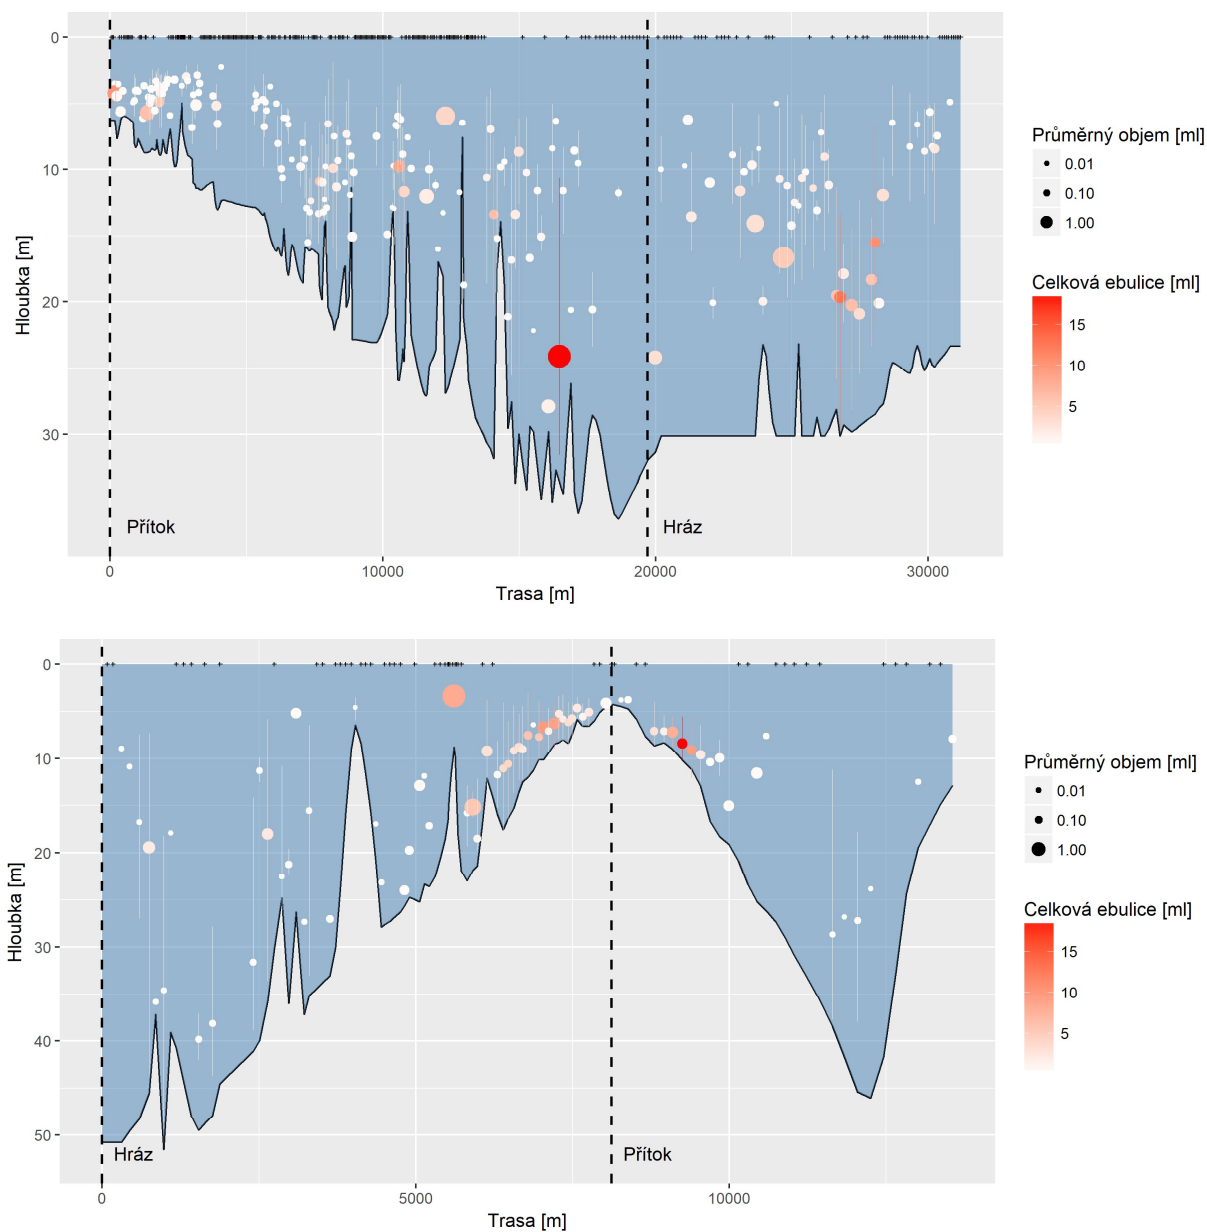 0
10
20
30
Hloubka [m]
Přítok
Hráz
0
10000
20000
30000
Trasa [m]
Průměrný objem [ml]
0.01
0.10
1.00
Celková ebulice [ml]
15
10
5
0
10
20
30
40
50
Hloubka [m]
Hráz
Přítok
0
5000
10000
Trasa [m]
Průměrný objem [ml]
0.01
0.10
1.00
Celková ebulice [ml]
15
10
5